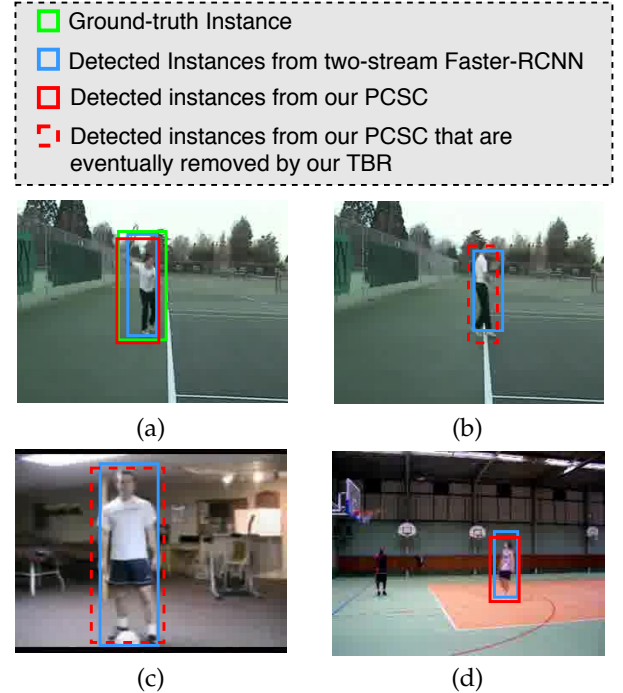 Ground-truth Instance
Detected Instances from two-stream Faster-RCNN
Detected instances from our PCSC
Detected instances from our PCSC that are
eventually removed by our TBR
(a)
(b)
(c)
(d)